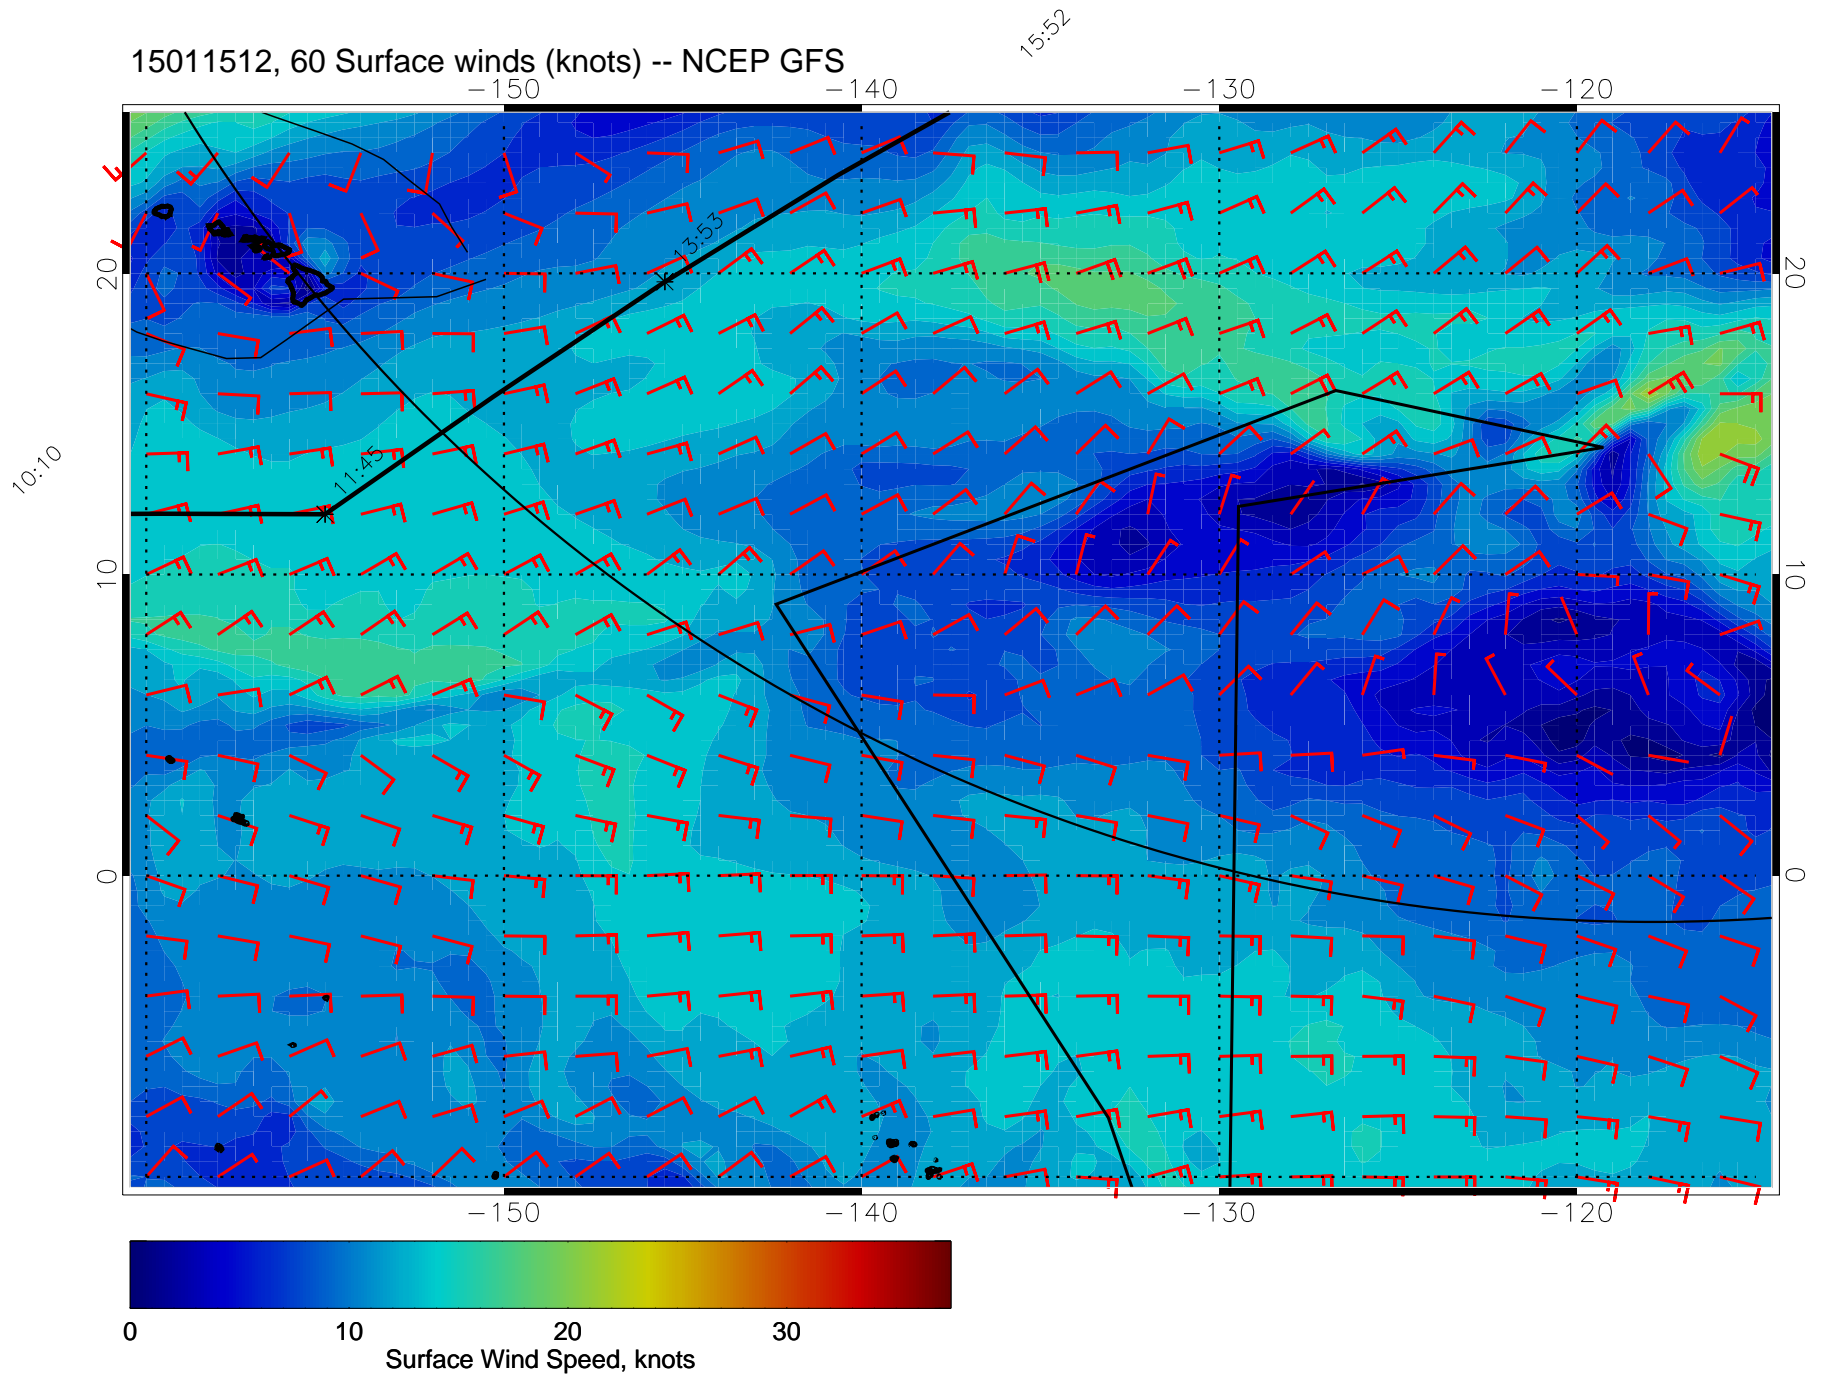 15:52
15011512, 60 Surface winds (knots) -- NCEP GFS
-150 -140 -130 -120
13:53
20 20
11:45
10:10
10 10
0 0
-150 -140 -130 -120
0 10 20 30
Surface Wind Speed, knots